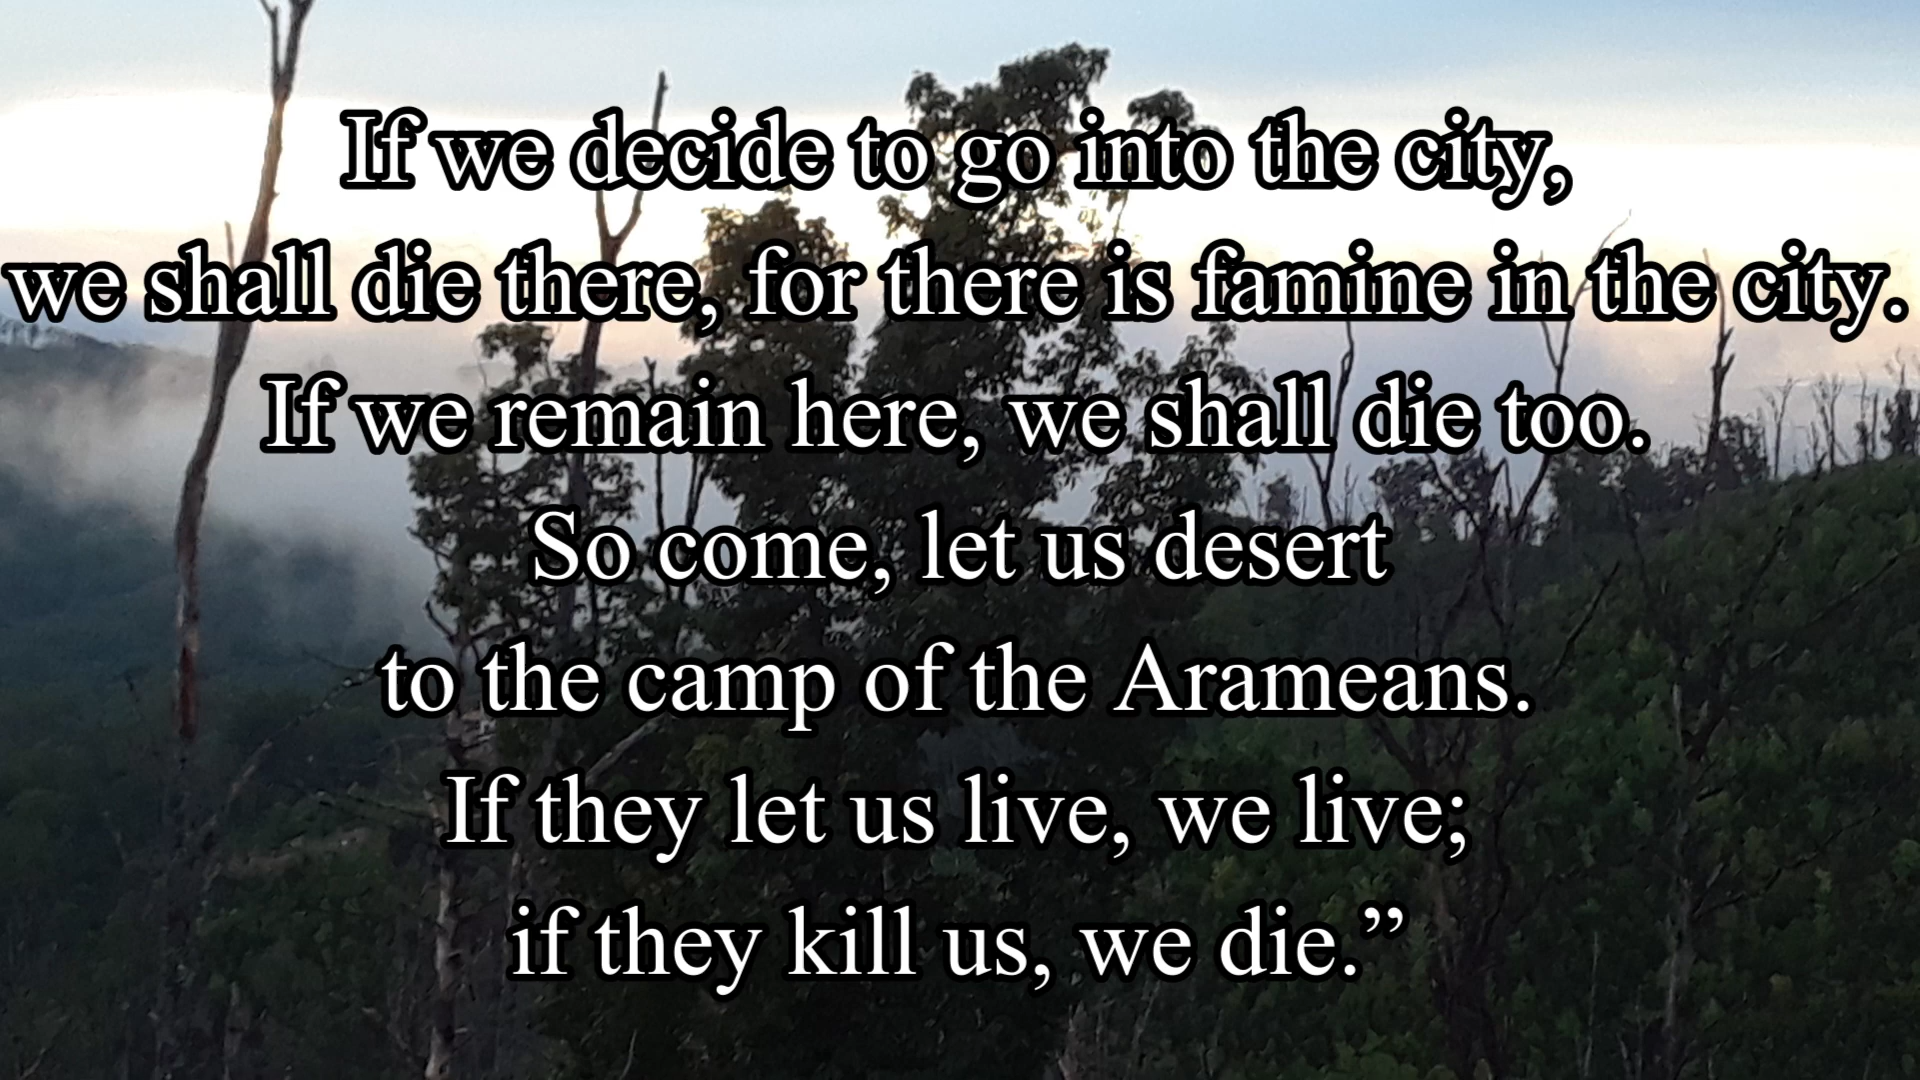 If we decide to go into the city,
we shall die there, for there is famine in the city.
If we remain here, we shall die too.
So come, let us desert
to the camp of the Arameans.
If they let us live, we live;
if they kill us, we die.”